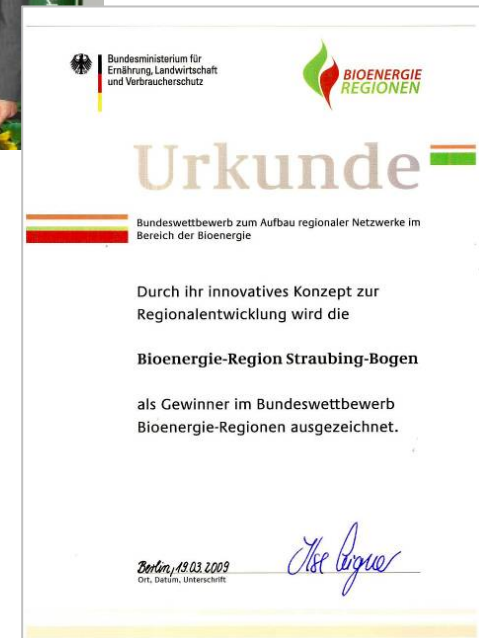 Bundesministerium für
Ernährung, Landwirtschaft
und Verbraucherschutz
BIOENERGIE
REGIONEN
Urkunde
Bundeswettbewerb zum Aufbau regionaler Netzwerke im
Bereich der Bioenergie
Durch ihr innovatives Konzept zur
Regionalentwicklung wird die
Bioenergie-Region Straubing-Bogen
als Gewinner im Bundeswettbewerb
Bioenergie-Regionen ausgezeichnet.
Berlin, 19.03.2009
Ilse Aigner
Ort, Datum, Unterschrift